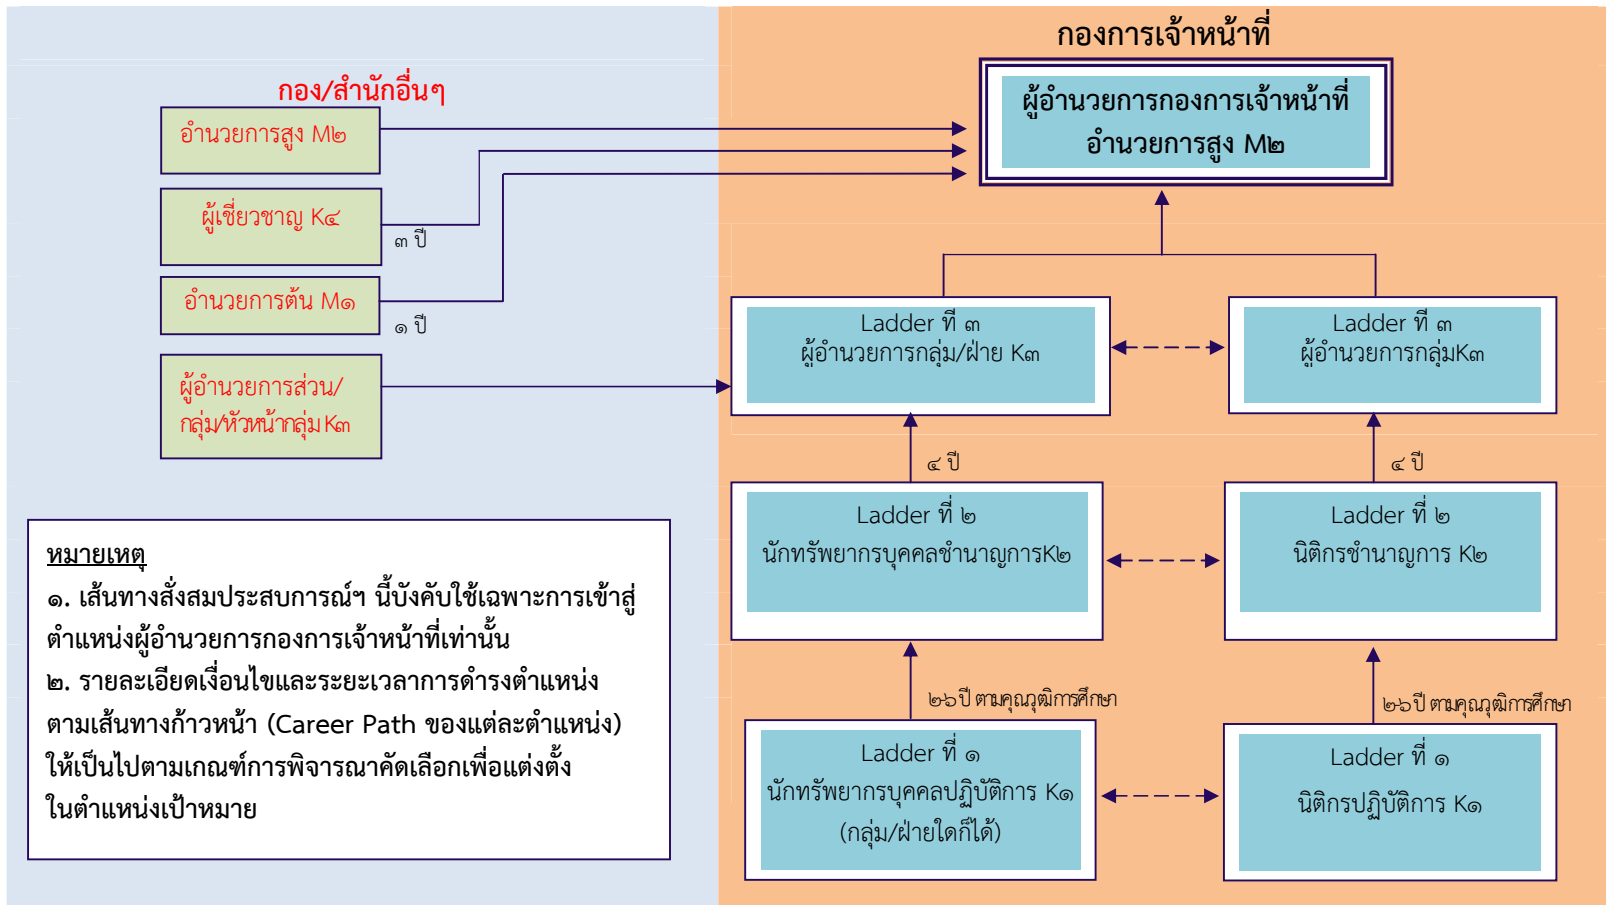 กองการเจ้าหน้าที่
ผู้อำนวยการกองการเจ้าหน้าที่
อำนวยการสูง M๒
กอง/สำนักอื่นๆ
อำนวยการสูง M๒
ผู้เชี่ยวชาญ K๔
๓ ปี
อำนวยการต้น M๑
๑ ปี
ผู้อำนวยการส่วน/
กลุ่ม/หัวหน้ากลุ่ม K๓
Ladder ที่ ๓
ผู้อำนวยการกลุ่ม/ฝ่าย K๓
Ladder ที่ ๓
ผู้อำนวยการกลุ่มK๓
๔ ปี
๔ ปี
Ladder ที่ ๒
นักทรัพยากรบุคคลชำนาญการK๒
Ladder ที่ ๒
นิติกรชำนาญการ K๒
๒-๖ ปี ตามคุณวุฒิการศึกษา
๒-๖ ปี ตามคุณวุฒิการศึกษา
Ladder ที่ ๑
นักทรัพยากรบุคคลปฏิบัติการ K๑
(กลุ่ม/ฝ่ายใดก็ได้)
Ladder ที่ ๑
นิติกรปฏิบัติการ K๑
หมายเหตุ
๑. เส้นทางสั่งสมประสบการณ์ฯ นี้บังคับใช้เฉพาะการเข้าสู่
ตำแหน่งผู้อำนวยการกองการเจ้าหน้าที่เท่านั้น
๒. รายละเอียดเงื่อนไขและระยะเวลาการดำรงตำแหน่ง
ตามเส้นทางก้าวหน้า (Career Path ของแต่ละตำแหน่ง)
ให้เป็นไปตามเกณฑ์การพิจารณาคัดเลือกเพื่อแต่งตั้ง
ในตำแหน่งเป้าหมาย